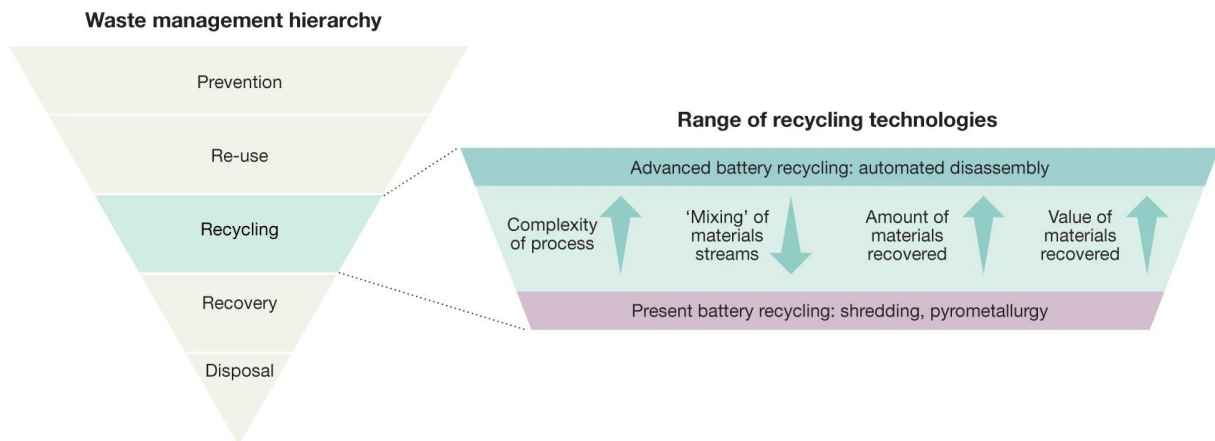 Waste management hierarchy
Prevention
Re-use
Recycling
Recovery
Disposal
Range of recycling technologies
Advanced battery recycling: automated disassembly
Complexity
of process
‘Mixing’ of
materials
streams
Amount of
materials
recovered
Value of
materials
recovered
Present battery recycling: shredding, pyrometallurgy